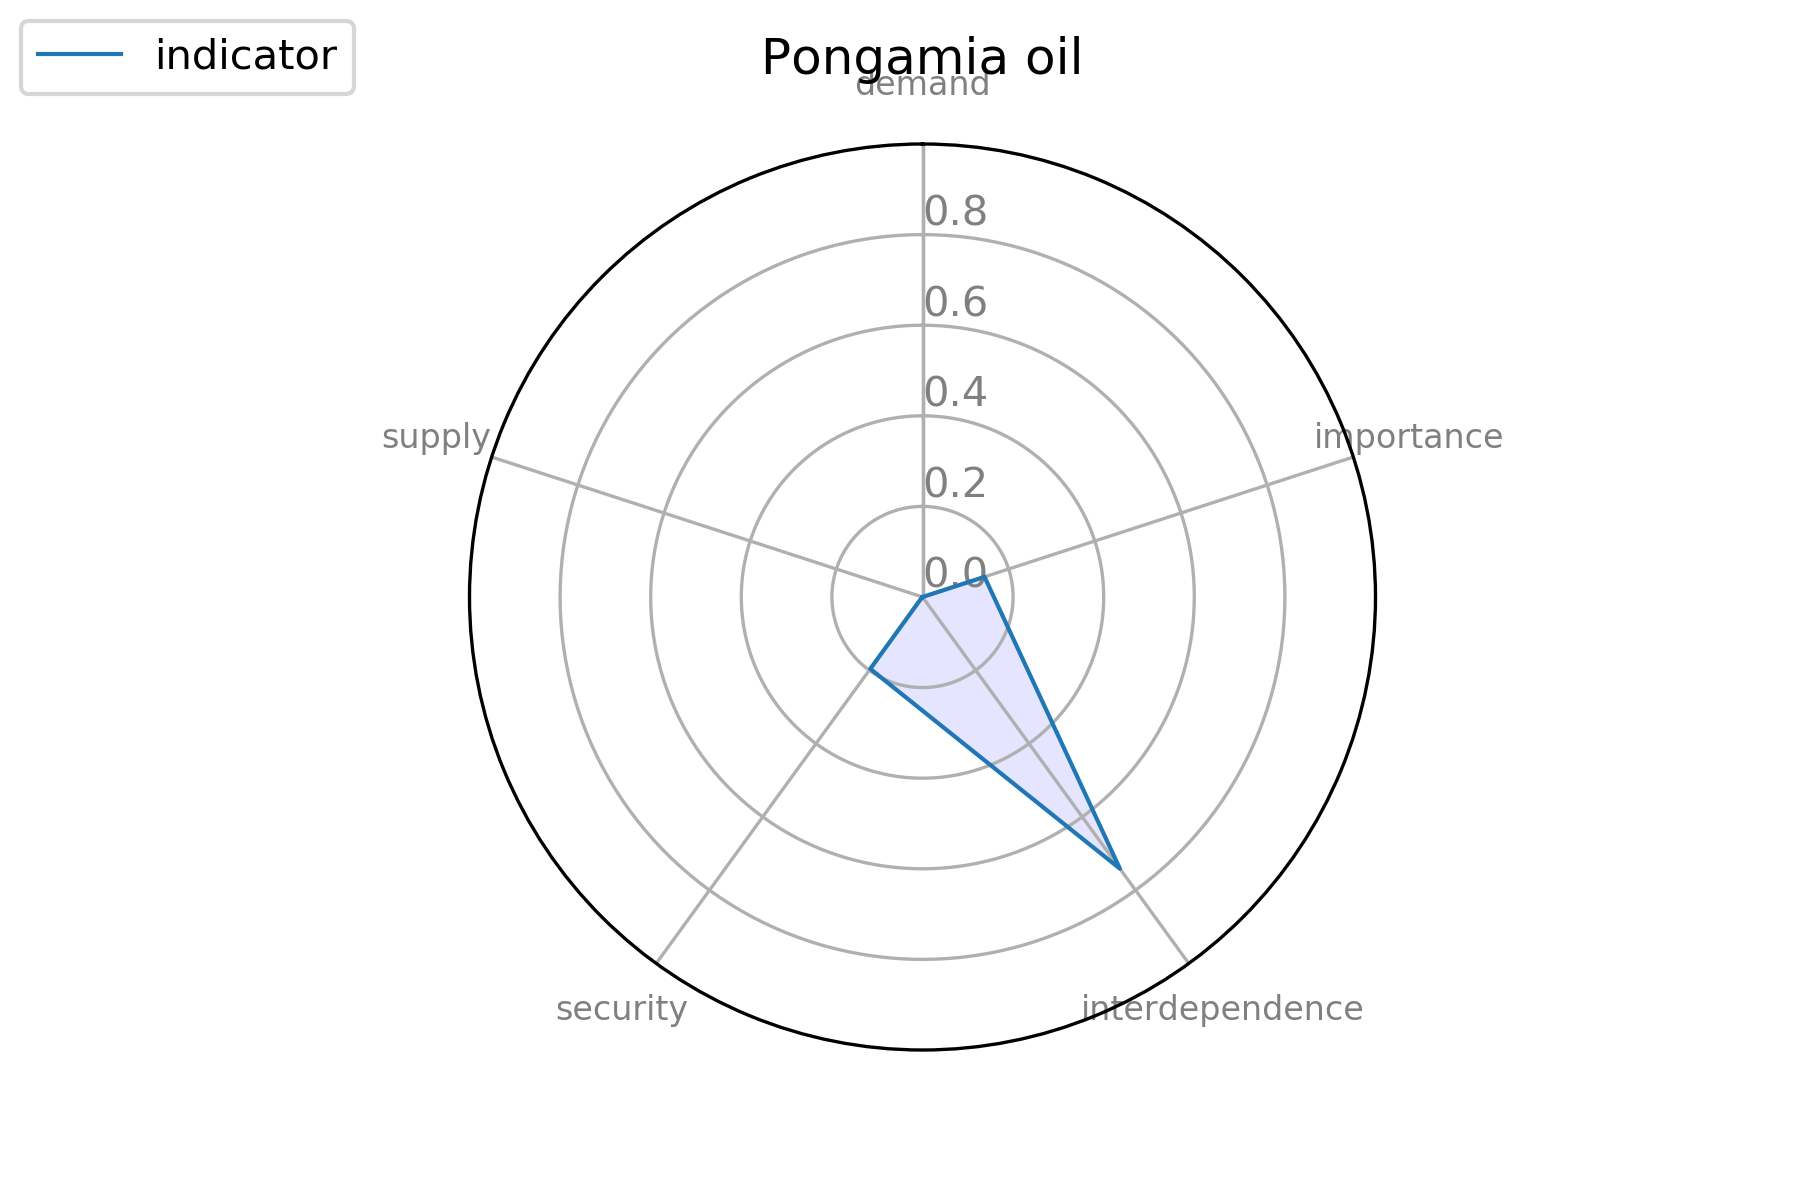 indicator
Pongamia oil
demand
0.8
0.6
0.4
supply
importance
0.2
0.0
security
interdependence